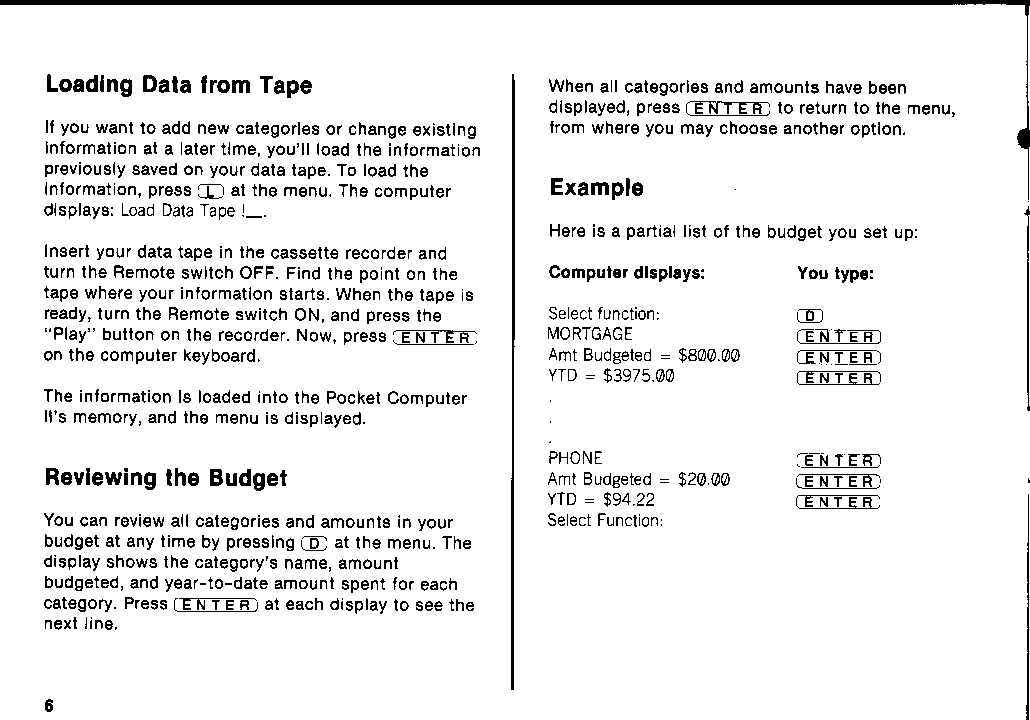 Loading Data from Tape
If you want to add new categories or change existing
information at a later time, you'll load the information
previously saved on your data tape. To load the
information, press L at the menu. The computer
displays: Load Data Tape !_.
Insert your data tape in the cassette recorder and
turn the Remote switch OFF. Find the point on the
tape where your information starts. When the tape is
ready, turn the Remote switch ON, and press the
"Play" button on the recorder. Now, press ENTER
on the computer keyboard.
The information is loaded into the Pocket Computer
II's memory, and the menu is displayed.
Reviewing the Budget
You can review all categories and amounts in your
budget at any time by pressing D at the menu. The
display shows the category's name, amount
budgeted, and year-to-date amount spent for each
category. Press ENTER at each display to see the
next line.
6
When all categories and amounts have been
displayed, press ENTER to return to the menu,
from where you may choose another option.
Example
Here is a partial list of the budget you set up:
Computer displays: You type:
Select function: D
MORTGAGE ENTER
Amt Budgeted = $800.00 ENTER
YTD = $3975.00 ENTER
.
.
.
PHONE ENTER
Amt Budgeted = $20.00 ENTER
YTD = $94.22 ENTER
Select Function: